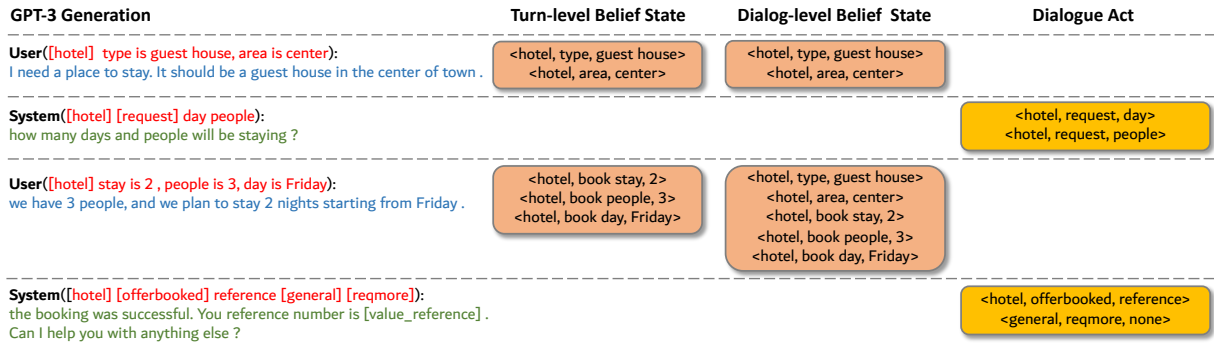 GPT-3 Generation
Turn-level Belief State
Dialog-level Belief State
Dialogue Act
User([hotel] type is guest house, area is center):
I need a place to stay. It should be a guest house in the center of town .
<hotel, type, guest house>
<hotel, area, center>
<hotel, type, guest house>
<hotel, area, center>
System([hotel] [request] day people):
how many days and people will be staying ?
<hotel, request, day>
<hotel, request, people>
User([hotel] stay is 2 , people is 3, day is Friday):
we have 3 people, and we plan to stay 2 nights starting from Friday .
<hotel, book stay, 2>
<hotel, book people, 3>
<hotel, book day, Friday>
<hotel, type, guest house>
<hotel, area, center>
<hotel, book stay, 2>
<hotel, book people, 3>
<hotel, book day, Friday>
System([hotel] [offerbooked] reference [general] [reqmore]):
the booking was successful. You reference number is [value_reference] .
Can I help you with anything else ?
<hotel, offerbooked, reference>
<general, reqmore, none>